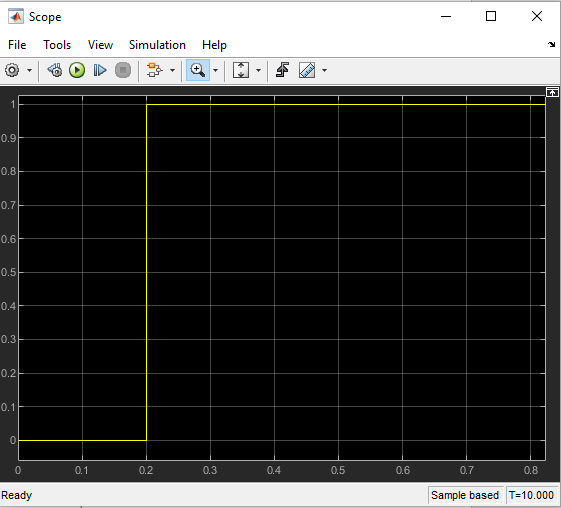 Scope
File Tools View Simulation Help
1
0.9
0.8
0.7
0.6
0.5
0.4
0.3
0.2
0.1
0
0 0.1 0.2 0.3 0.4 0.5 0.6 0.7 0.8
Ready Sample based T=10.000